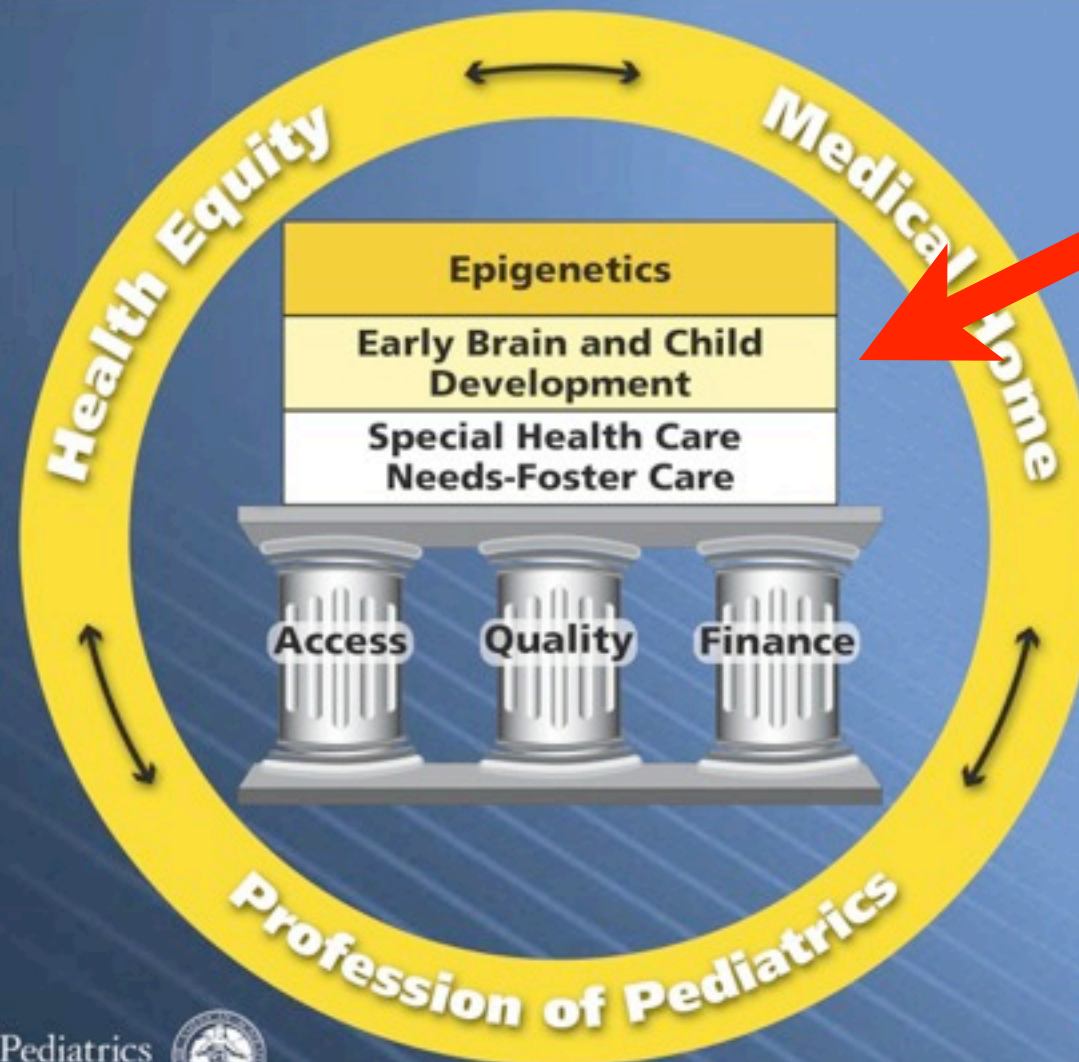 Health Equity
Medical Home
Epigenetics
Early Brain and Child
Development
Special Health Care
Needs-Foster Care
Access
Quality
Finance
Profession of Pediatrics
Pediatrics